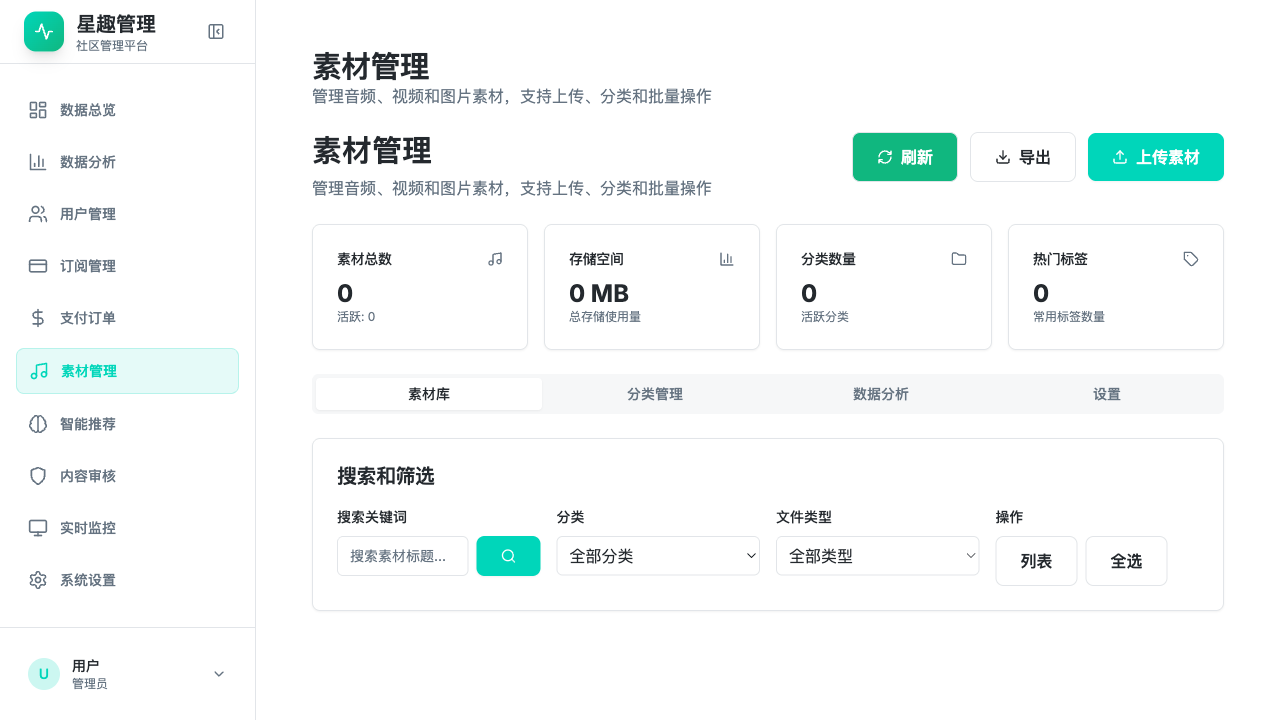 星趣管理
社区管理平台
数据总览
数据分析
用户管理
订阅管理
支付订单
素材管理
智能推荐
内容审核
实时监控
系统设置
U
用户
管理员
素材管理
管理音频、视频和图片素材，支持上传、分类和批量操作
素材管理
管理音频、视频和图片素材，支持上传、分类和批量操作
刷新
导出
上传素材
素材总数
0
活跃: 0
存储空间
0 MB
总存储使用量
分类数量
0
活跃分类
热门标签
0
常用标签数量
素材库
分类管理
数据分析
设置
搜索和筛选
搜索关键词
搜索素材标题...
分类
全部分类
文件类型
全部类型
操作
列表
全选